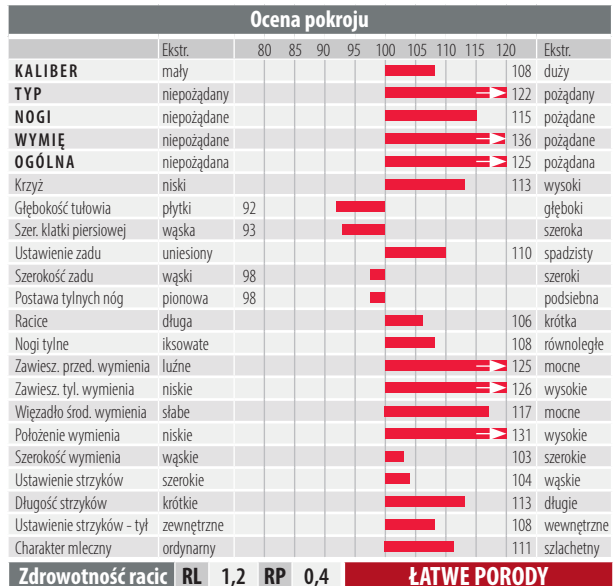 Ocena pokroju
Ekstr. 80 85 90 95 100 105 110 115 120 Ekstr.
KALIBER mały 108 duży
TYP niepożądany 122 pożądany
NOGI niepożądane 115 pożądane
WYMIĘ niepożądane 136 pożądane
OGÓLNA niepożądana 125 pożądana
Krzyż niski 113 wysoki
Głębokość tułowia płytki 92 głęboki
Szer. klatki piersiowej wąska 93 szeroka
Ustawienie zadu uniesiony 110 spadzisty
Szerokość zadu wąski 98 szeroki
Postawa tylnych nóg pionowa 98 podsiebna
Racice długa 106 krótka
Nogi tylne iksowate 108 równoległe
Zawiesz. przed. wymienia luźne 125 mocne
Zawiesz. tyl. wymienia niskie 126 wysokie
Więzadło środ. wymienia słabe 117 mocne
Położenie wymienia niskie 131 wysokie
Szerokość wymienia wąskie 103 szerokie
Ustawienie strzyków szerokie 104 wąskie
Długość strzyków krótkie 113 długie
Ustawienie strzyków - tył zewnętrzne 108 wewnętrzne
Charakter mleczny ordynarny 111 szlachetny
Zdrowotność racic RL 1,2 RP 0,4 ŁATWE PORODY